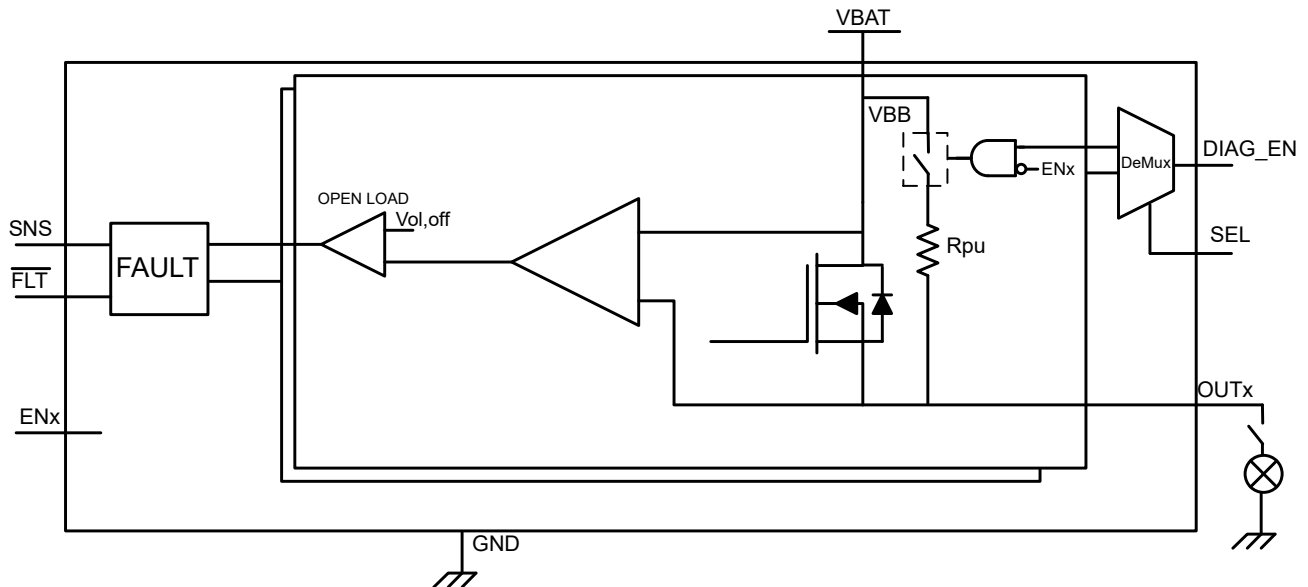 VBAT
VBB
DIAG_EN
DeMux
ENx
OPEN LOAD
Vol,off
SNS
FAULT
FLT
Rpu
SEL
ENx
OUTx
GND